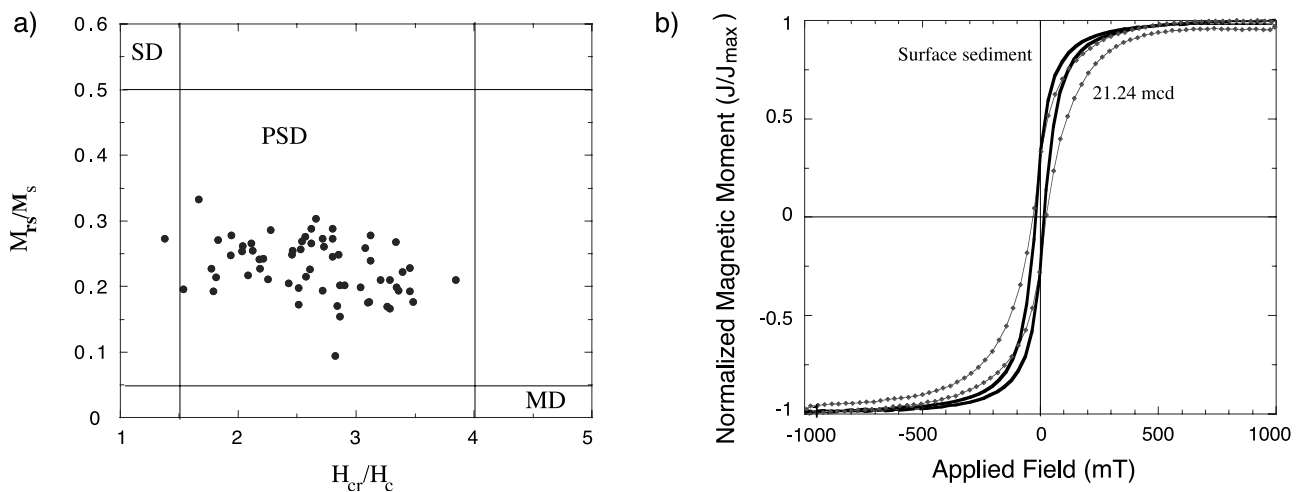 a)
SD
PSD
MD
0.6
0.5
0.4
0.3
0.2
0.1
0
1 2 3 4 5
Mrs/Ms
Hcr/Hc
b)
Surface sediment
21.24 mcd
1
0.5
0
-0.5
-1
-1000 -500 0 500 1000
Normalized Magnetic Moment (J/Jmax)
Applied Field (mT)